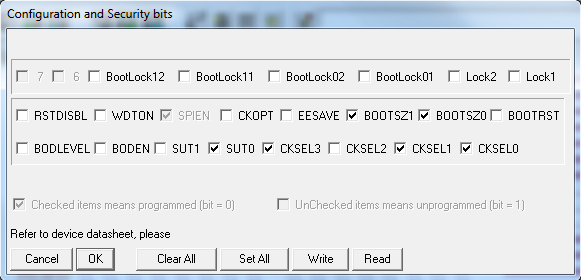 Configuration and Security bits
7 6 BootLock12 BootLock11 BootLock02 BootLock01 Lock2 Lock1
RSTDISBL WDTON SPIEN CKOPT EESAVE BOOTSZ1 BOOTSZ0 BOOTRST
BODLEVEL BODEN SUT1 SUT0 CKSEL3 CKSEL2 CKSEL1 CKSEL0
Checked items means programmed (bit = 0) UnChecked items means unprogrammed (bit = 1)
Refer to device datasheet, please
Cancel OK Clear All Set All Write Read